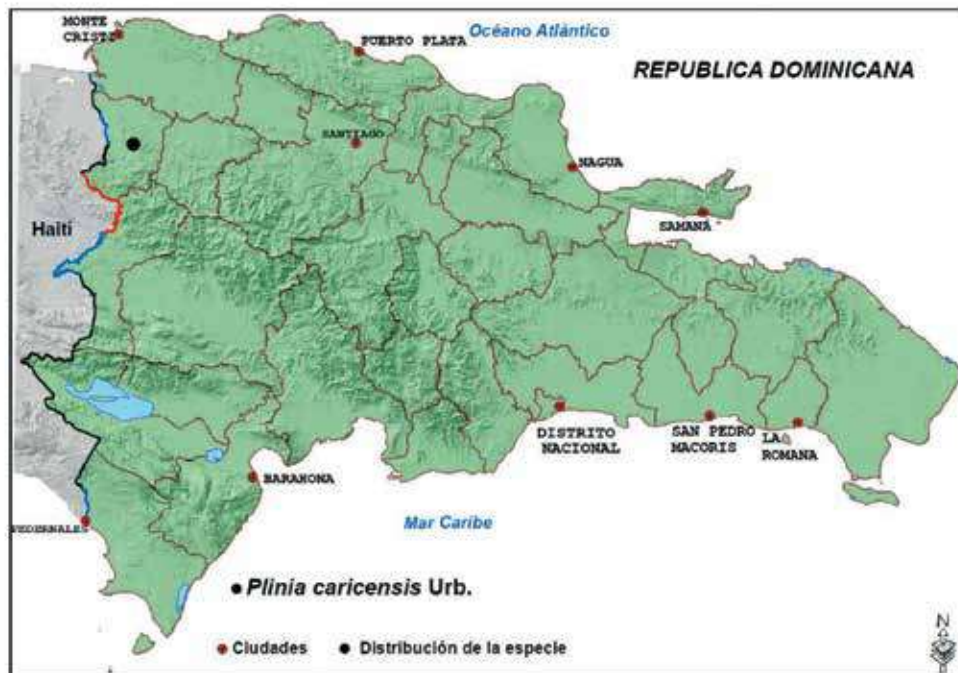 MONTE
CRISTI
PUERTO PLATA
Océano Atlántico
REPUBLICA DOMINICANA
SANTIAGO
NAGUA
SAMANÁ
Haití
DISTRITO
NACIONAL
SAN PEDRO
MACORIS
LA
ROMANA
BARAHONA
PEDERNALES
Mar Caribe
Plinia caricensis Urb.
Ciudades
Distribución de la especie
N